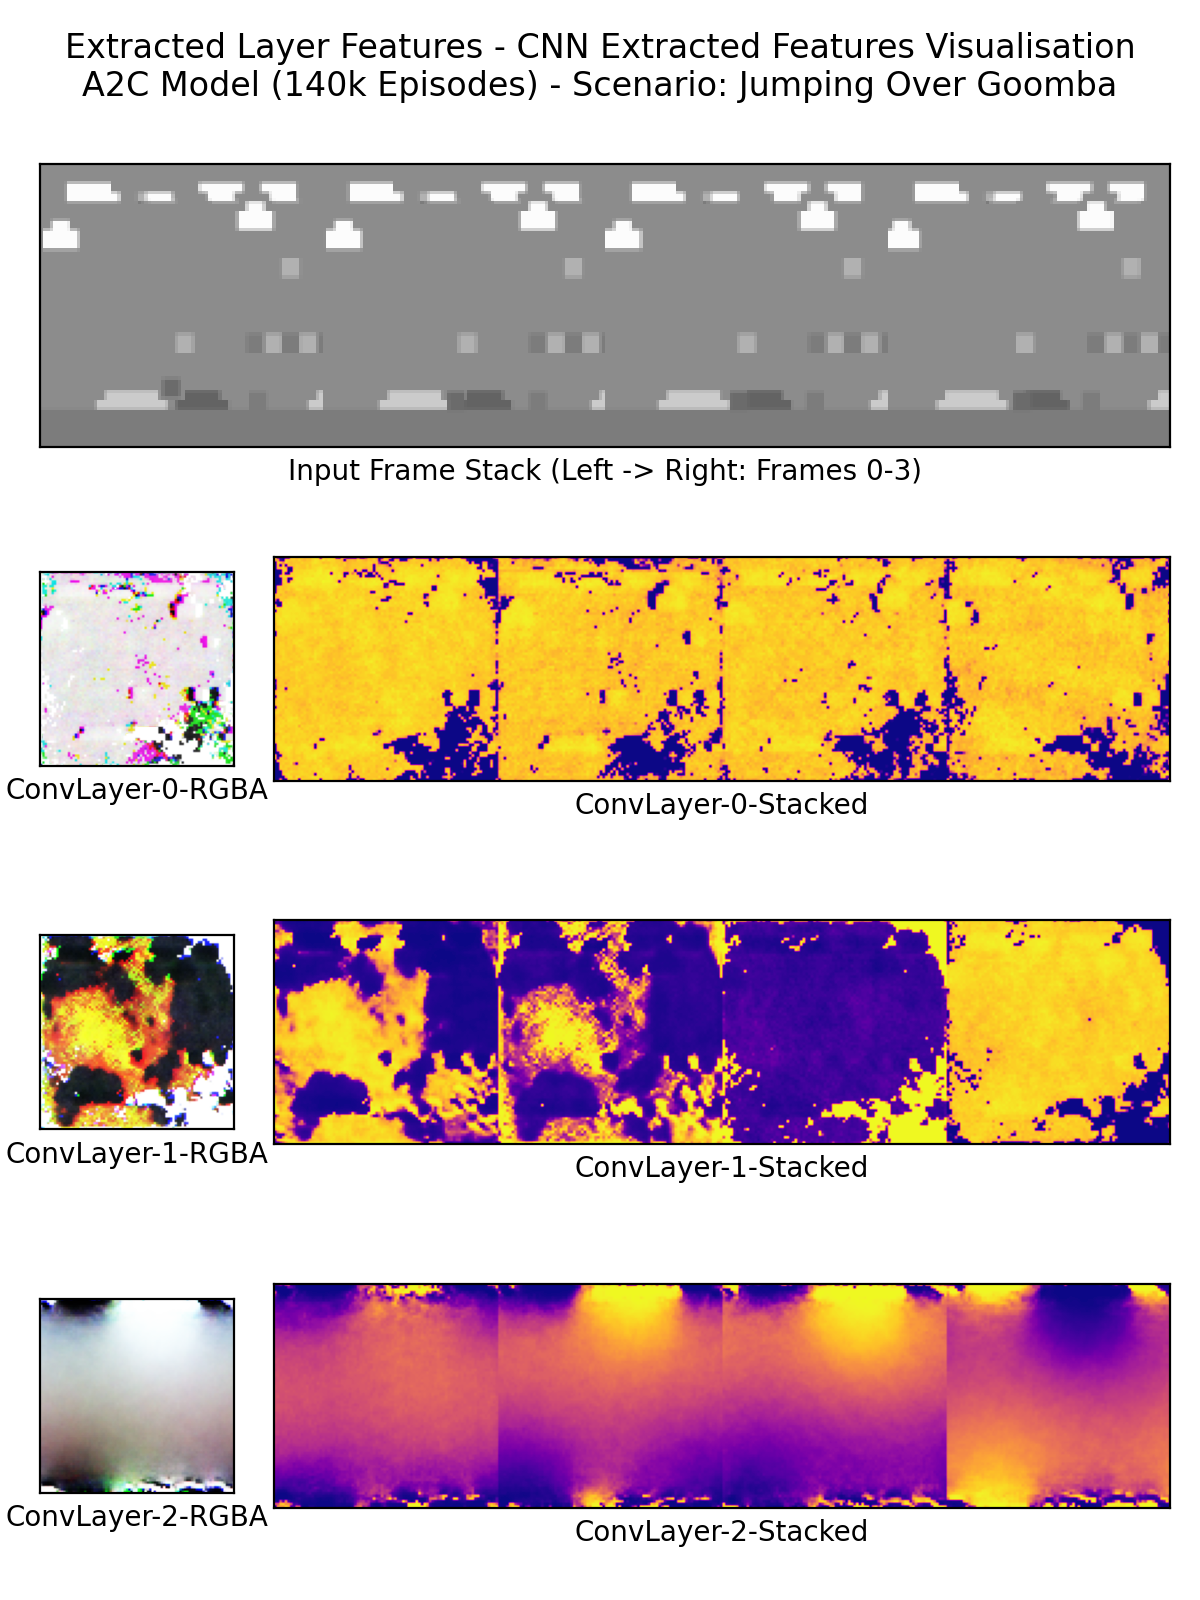 Extracted Layer Features - CNN Extracted Features Visualisation
A2C Model (140k Episodes) - Scenario: Jumping Over Goomba
Input Frame Stack (Left -> Right: Frames 0-3)
ConvLayer-0-RGBA
ConvLayer-0-Stacked
ConvLayer-1-RGBA
ConvLayer-1-Stacked
ConvLayer-2-RGBA
ConvLayer-2-Stacked